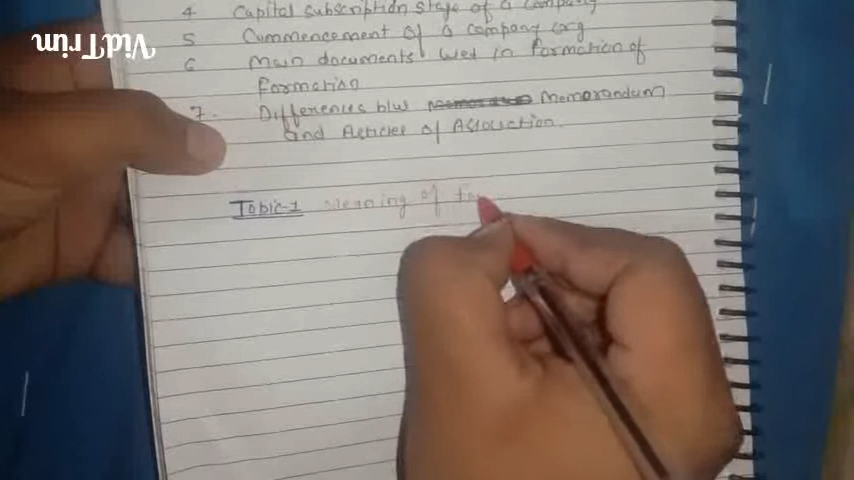 4 Capital subscription stage of a company
5 Commencement of a company org
6 Main documents used in Formation of
Formation
7. Differences b/w Memorandum
and Articles of Association.
Topic-1 Meaning of
VidTrim